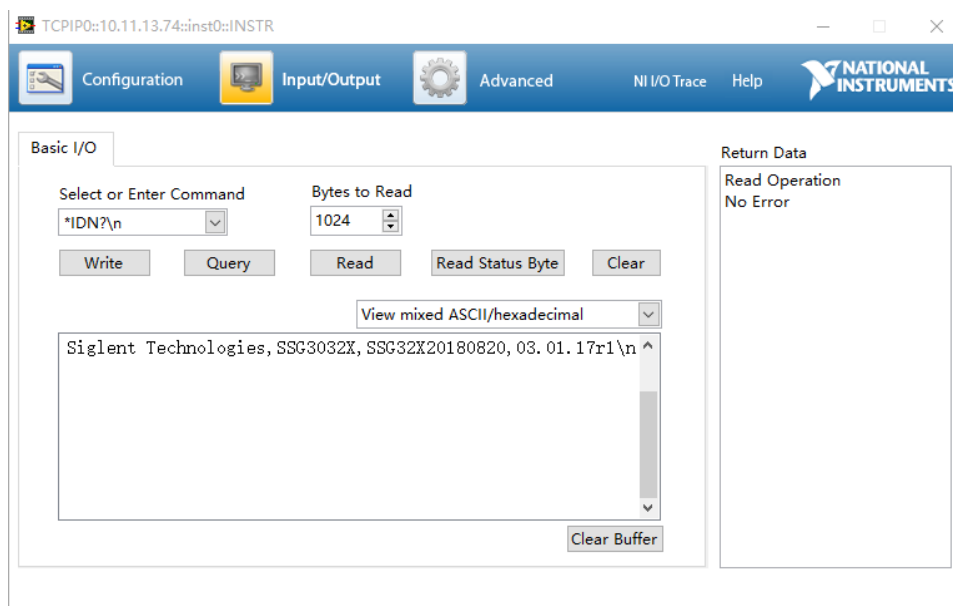 TCPIP0::10.11.13.74::inst0::INSTR
Configuration
Input/Output
Advanced
NI I/O Trace
Help
NATIONAL
INSTRUMENTS
Basic I/O
Select or Enter Command
Bytes to Read
*IDN?\n
1024
Write
Query
Read
Read Status Byte
Clear
View mixed ASCII/hexadecimal
Siglent Technologies,SSG3032X,SSG32X20180820,03.01.17r1\n
Clear Buffer
Return Data
Read Operation
No Error